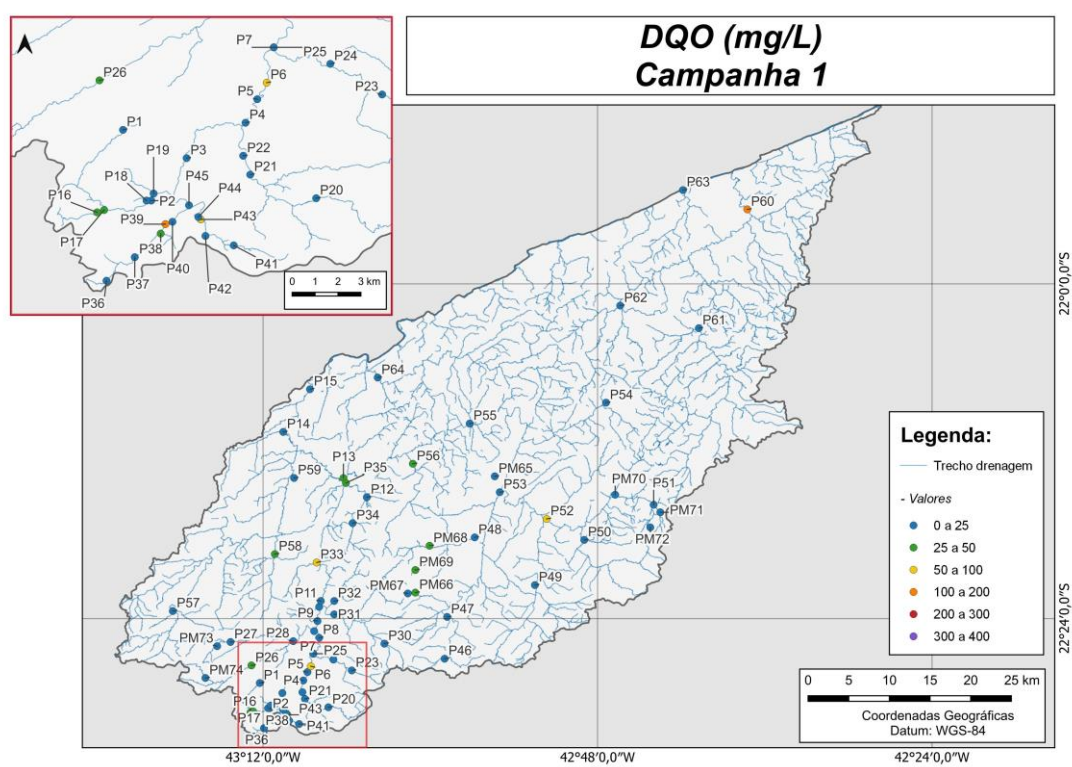 DQO (mg/L)
Campanha 1
P7
P25
P24
P26
P6
P23
P5
P1
P4
P19
P3
P22
P21
P18
P45
P44
P20
P16
P2
P39
P43
P17
P38
P40
P41
P37
P42
P36
0 1 2 3 km
P63
P60
22°0,0'S
P62
P61
P15
P64
P54
P55
P14
P13
P56
P35
P59
PM65
P53
PM70
P51
P12
PM71
P34
P52
PM72
P50
P48
PM68
P58
P33
PM69
PM67
PM66
P49
P57
P11
P32
P9
P31
P47
22°24,0'S
P8
PM73
P27
P28
P30
P7
P25
P46
P26
P5
P23
PM74
P6
P1
P4
P21
P16
P2
P20
P43
P17
P38
P41
P36
Legenda:
Trecho drenagem
- Valores
0 a 25
25 a 50
50 a 100
100 a 200
200 a 300
300 a 400
0 5 10 15 20 25 km
Coordenadas Geográficas
Datum: WGS-84
43°12,0'W
42°48,0'W
42°24,0'W